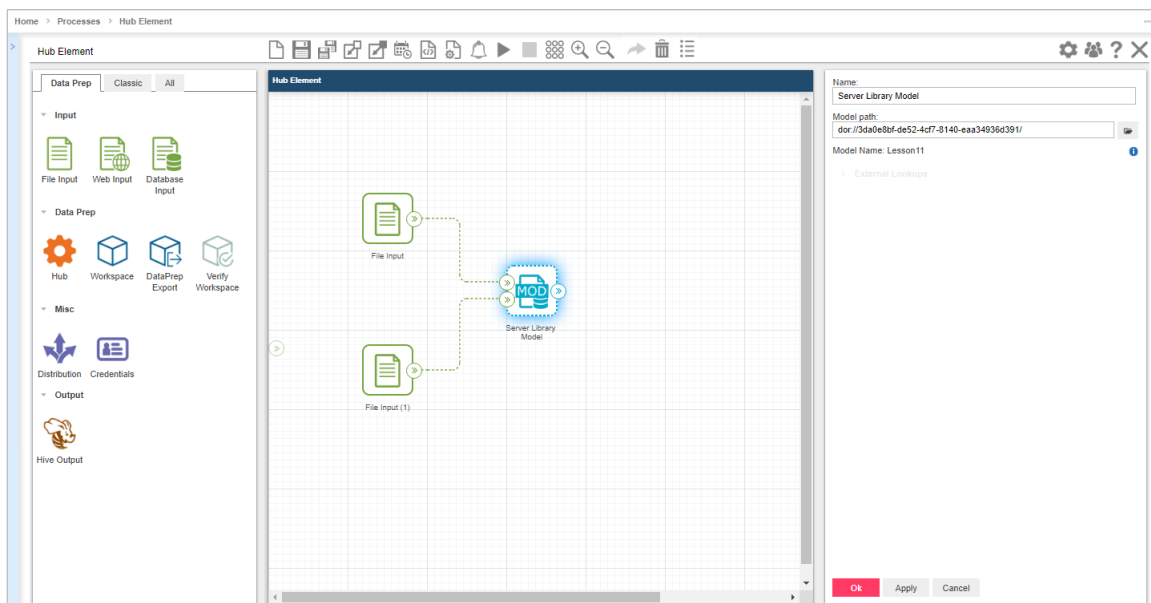 Home > Processes > Hub Element
>
Hub Element
Data Prep Classic All
Input
File Input Web Input Database Input
Data Prep
Hub Workspace DataPrep Export Verify Workspace
Misc
Distribution Credentials
Output
Hive Output
Hub Element
File Input
MOD
Server Library
Model
File Input (1)
Name:
Server Library Model
Model path:
dor://3da0e8bf-de52-4cf7-8140-eaa34936d391/
Model Name: Lesson11
External Lookups
Ok Apply Cancel